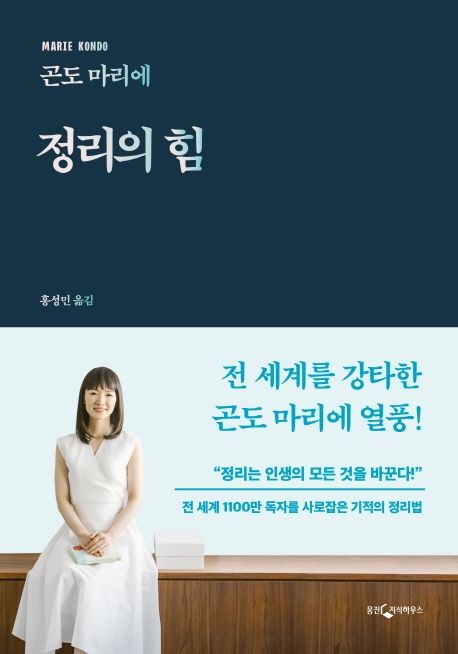 MARIE KONDO
곤도 마리에
정리의 힘
홍성민 옮김
전 세계를 강타한
곤도 마리에 열풍!
“정리는 인생의 모든 것을 바꾼다!”
전 세계 1100만 독자를 사로잡은 기적의 정리법
웅진 지식하우스